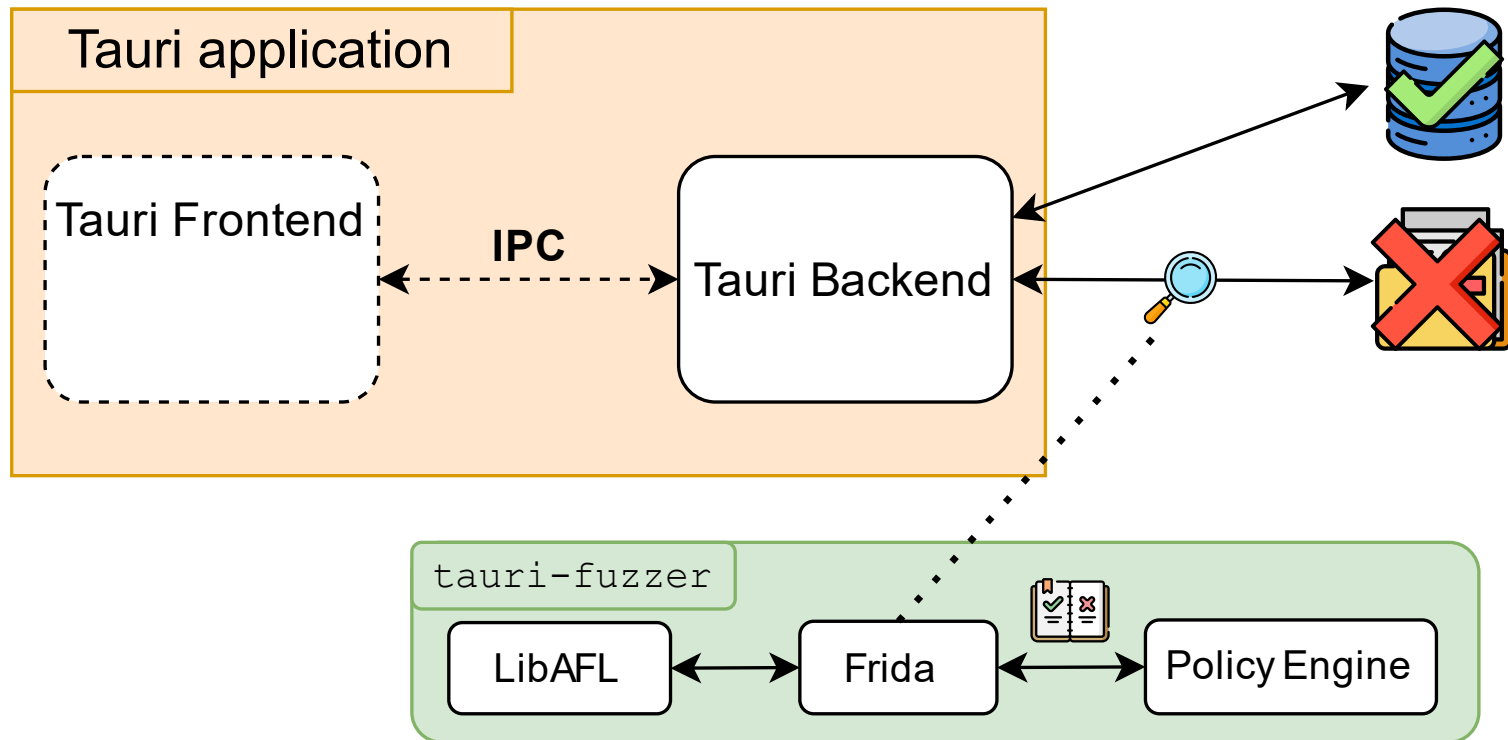 Tauri application
Tauri Frontend
IPC
Tauri Backend
tauri-fuzzer
LibAFL
Frida
Policy Engine